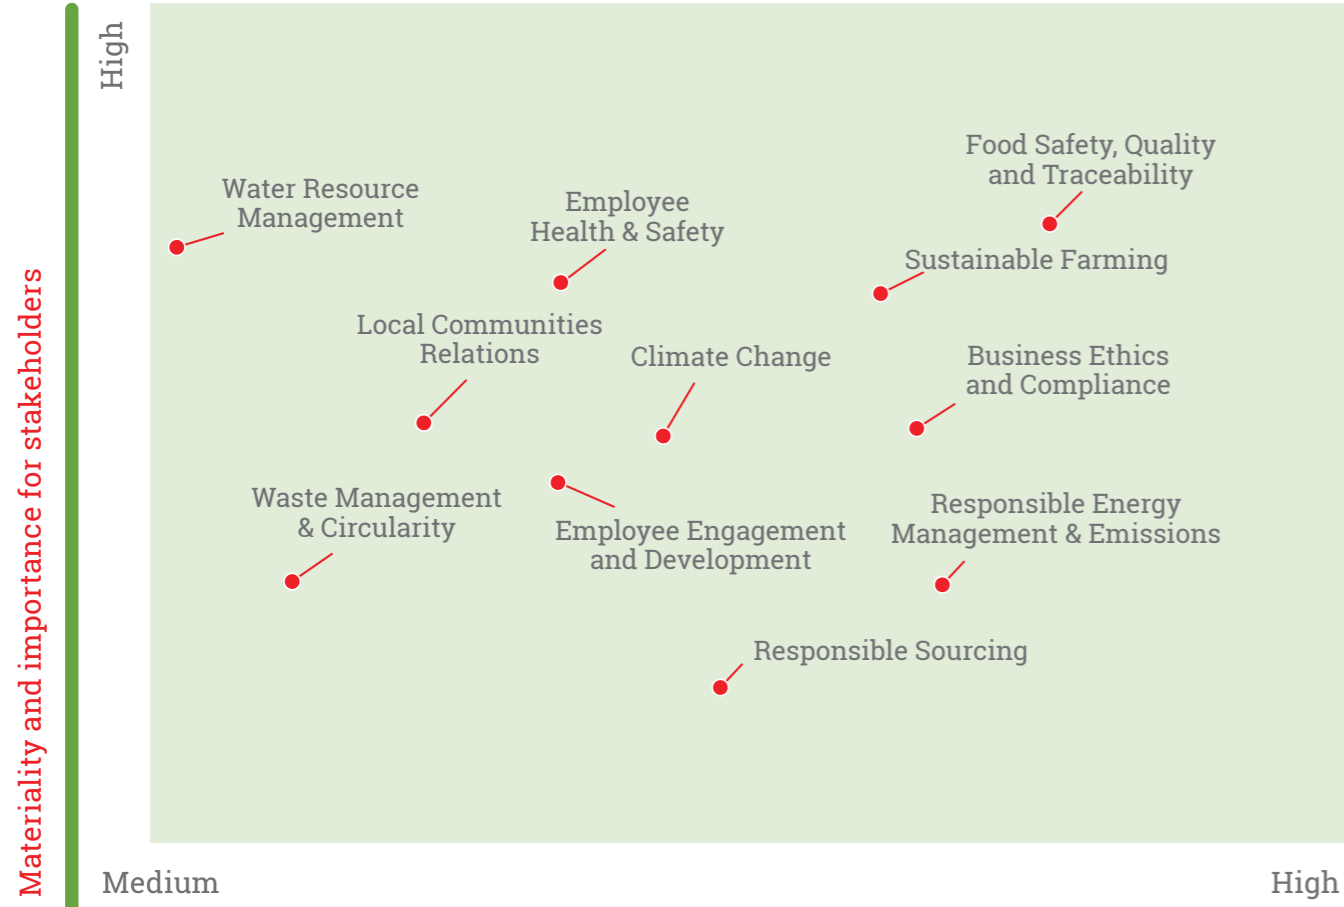 Materiality and importance for stakeholders
High
Food Safety, Quality
and Traceability
Water Resource
Management
Employee
Health & Safety
Sustainable Farming
Local Communities
Relations
Climate Change
Business Ethics
and Compliance
Waste Management
& Circularity
Employee Engagement
and Development
Responsible Energy
Management & Emissions
Responsible Sourcing
Medium
High